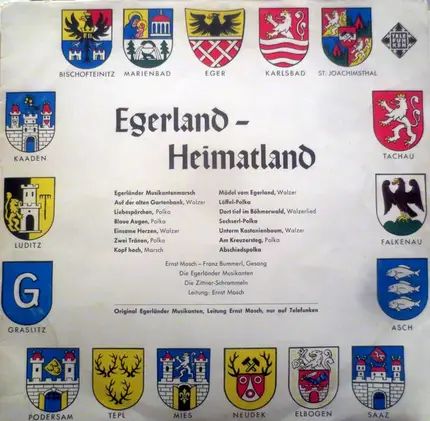 TELE
FUN
KEN
BISCHOFTEINITZ MARIENBAD EGER KARLSBAD ST. JOACHIMSTHAL
Egerland -
Heimatland
KAADEN
TACHAU
Egerländer Musikantenmarsch
Auf der alten Gartenbank, Walzer
Liebespärchen, Polka
Blaue Augen, Polka
Einsame Herzen, Walzer
Zwei Tränen, Polka
Kopf hoch, Marsch
Mädel vom Egerland, Walzer
Löffel-Polka
Dort tief im Böhmerwald, Walzerlied
Sechserl-Polka
Unterm Kastanienbaum, Walzer
Am Kreuzersteg, Polka
Abschiedspolka
LUDITZ
FALKENAU
Ernst Mosch - Franz Bummerl, Gesang
Die Egerländer Musikanten
Die Zittner-Schrammeln
Leitung: Ernst Mosch
Original Egerländer Musikanten, Leitung Ernst Mosch, nur auf Telefunken
G
GRASLITZ
ASCH
PODERSAM TEPL MIES NEUDEK ELBOGEN SAAZ